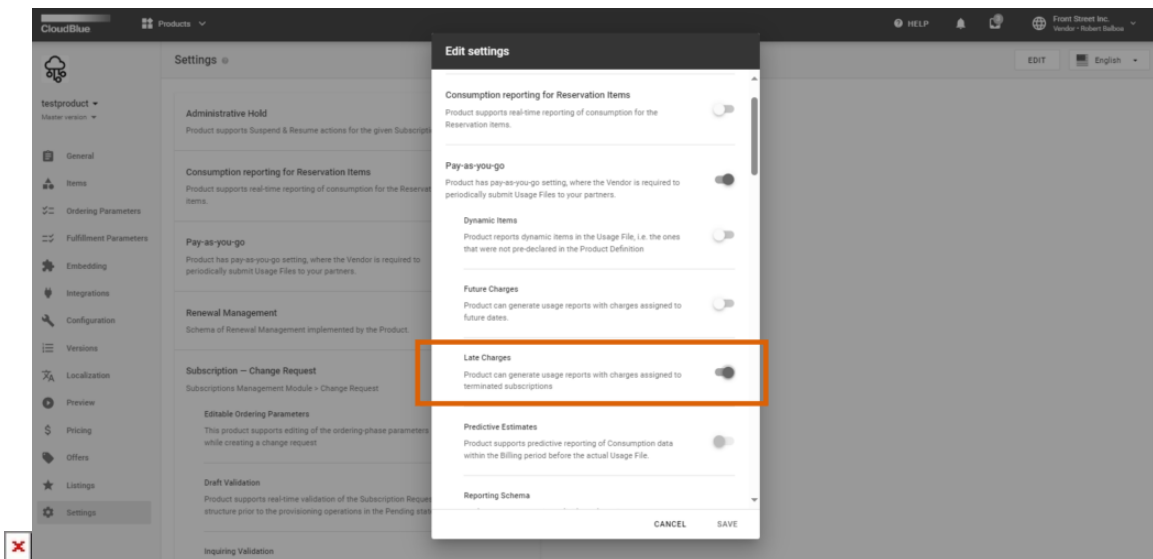 CloudBlue
Products
HELP
Front Street Inc.
Vendor • Robert Balboa
testproduct
Master version
General
Items
Ordering Parameters
Fulfillment Parameters
Embedding
Integrations
Configuration
Versions
Localization
Preview
Pricing
Offers
Listings
Settings
Settings
EDIT
English
Administrative Hold
Product supports Suspend & Resume actions for the given
Consumption reporting for Reservation Items
Product supports real-time reporting of consumption for the
Items.
Pay-as-you-go
Product has pay-as-you-go setting, where the Vendor is required to
periodically submit Usage Files to your partners.
Renewal Management
Schema of Renewal Management implemented by the Product.
Subscription — Change Request
Subscriptions Management Module > Change Request
Editable Ordering Parameters
This product supports editing of the ordering-phase parameters
while creating a change request
Draft Validation
Product supports real-time validation of the Subscription
structure prior to the provisioning operations in the Pending
Inquiring Validation
Edit settings
Consumption reporting for Reservation Items
Product supports real-time reporting of consumption for the
Reservation items.
Pay-as-you-go
Product has pay-as-you-go setting, where the Vendor is required to
periodically submit Usage Files to your partners.
Dynamic Items
Product reports dynamic items in the Usage File, i.e. the ones
that were not pre-declared in the Product Definition
Future Charges
Product can generate usage reports with charges assigned to
future dates.
Late Charges
Product can generate usage reports with charges assigned to
terminated subscriptions
Predictive Estimates
Product supports predictive reporting of Consumption data
within the Billing period before the actual Usage File.
Reporting Schema
CANCEL
SAVE